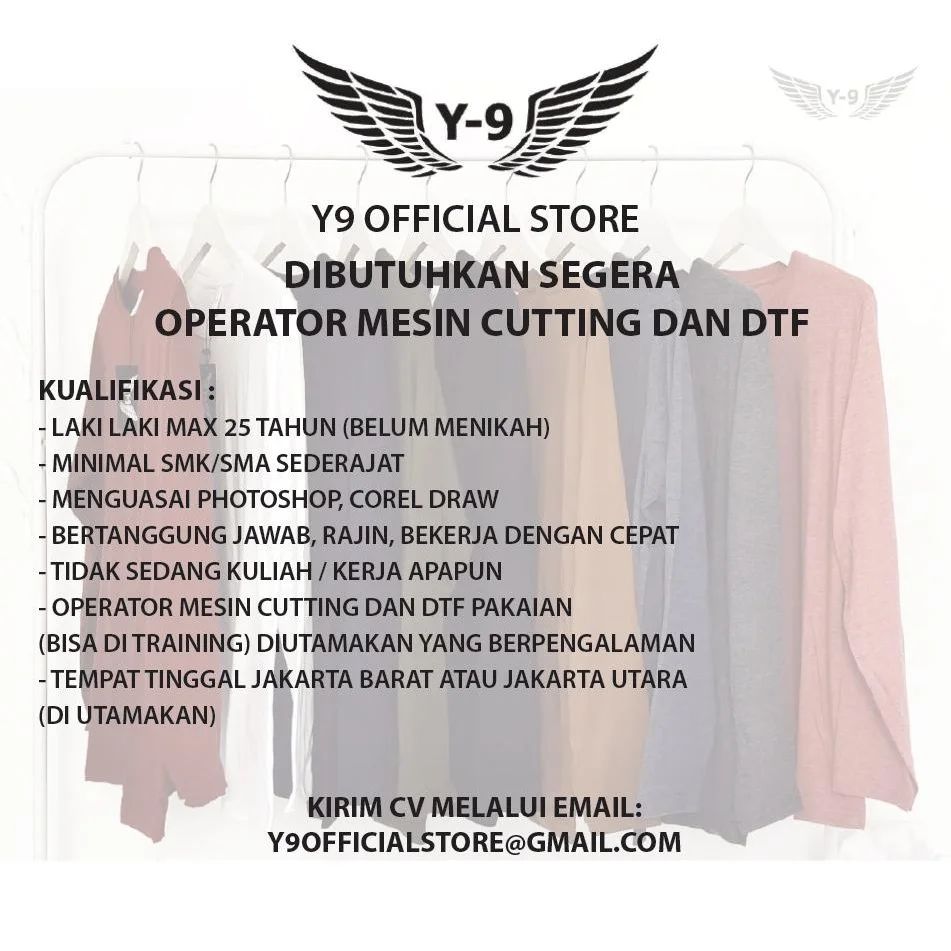 Y-9
Y-9
Y9 OFFICIAL STORE
DIBUTUHKAN SEGERA
OPERATOR MESIN CUTTING DAN DTF
KUALIFIKASI :
- LAKI LAKI MAX 25 TAHUN (BELUM MENIKAH)
- MINIMAL SMK/SMA SEDERAJAT
- MENGUASAI PHOTOSHOP, COREL DRAW
- BERTANGGUNG JAWAB, RAJIN, BEKERJA DENGAN CEPAT
- TIDAK SEDANG KULIAH / KERJA APAPUN
- OPERATOR MESIN CUTTING DAN DTF PAKAIAN
(BISA DI TRAINING) DIUTAMAKAN YANG BERPENGALAMAN
- TEMPAT TINGGAL JAKARTA BARAT ATAU JAKARTA UTARA
(DI UTAMAKAN)
KIRIM CV MELALUI EMAIL:
Y9OFFICIALSTORE@GMAIL.COM